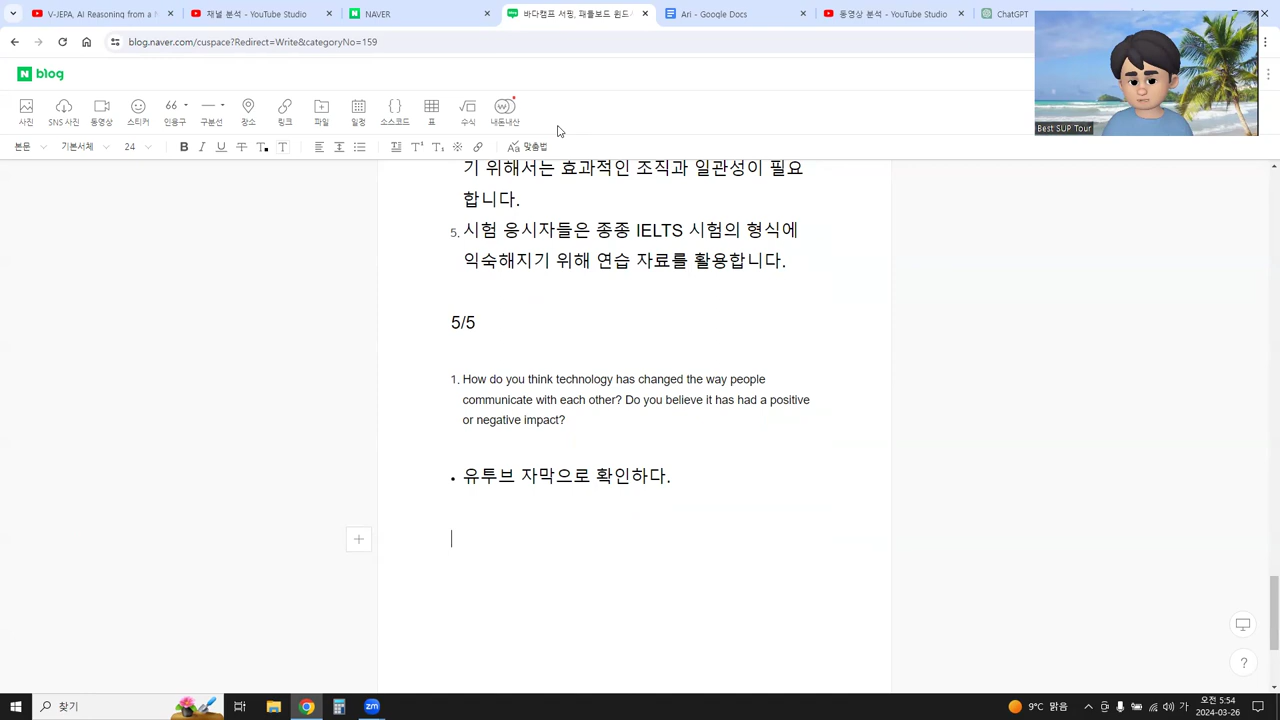 V-JEPA, AI Reasoning from a
재널 분석 - YouTube Studio
NAVER
바다캠프 서핑, 패들보드 윈드
Ari - Google Docs
동영상 분석 - YouTube Studio
ChatGPT
blog.naver.com/cuspace?Redirect=Write&categoryNo=159
N blog
66
사진 SNS 사진 동영상 스티커 인용구 구분선 장소 링크 파일 일정 소스코드 표 수식 내돈내산
본문 기본서체 24 B I U T T T 맞춤법
Best SUP Tour
기 위해서는 효과적인 조직과 일관성이 필요
합니다.
5. 시험 응시자들은 종종 IELTS 시험의 형식에
익숙해지기 위해 연습 자료를 활용합니다.
5/5
1. How do you think technology has changed the way people
communicate with each other? Do you believe it has had a positive
or negative impact?
• 유투브 자막으로 확인하다.
?
찾기
zm
9°C 맑음
가
오전 5:54
2024-03-26